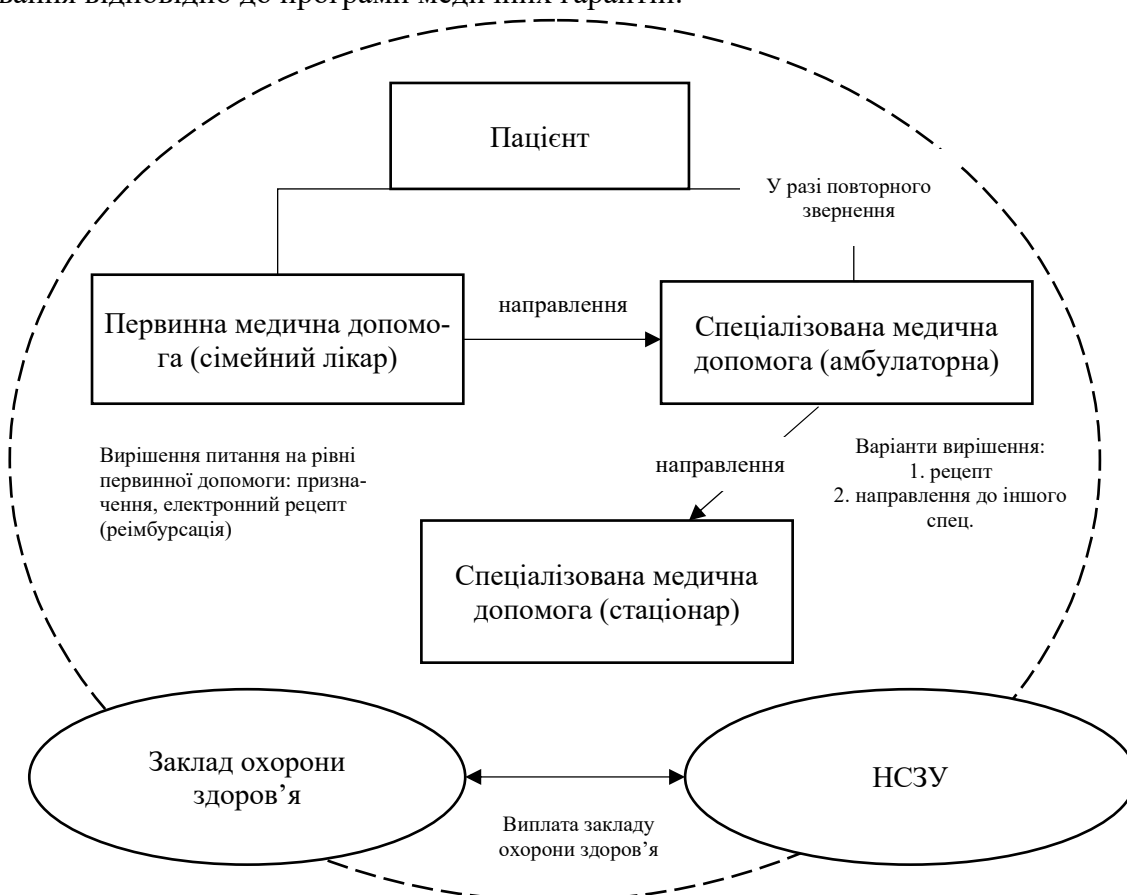 вання відповідно до програми медичних гарантій.
Пацієнт
У разі повторного
звернення
направлення
Первинна медична допомо-
га (сімейний лікар)
Спеціалізована медична
допомога (амбулаторна)
Вирішення питання на рівні
первинної допомоги: призна-
чення, електронний рецепт
(реімбурсація)
направлення
Варіанти вирішення:
1. рецепт
2. направлення до іншого
спец.
Спеціалізована медична
допомога (стаціонар)
Заклад охорони
здоров’я
НСЗУ
Виплата закладу
охорони здоров’я